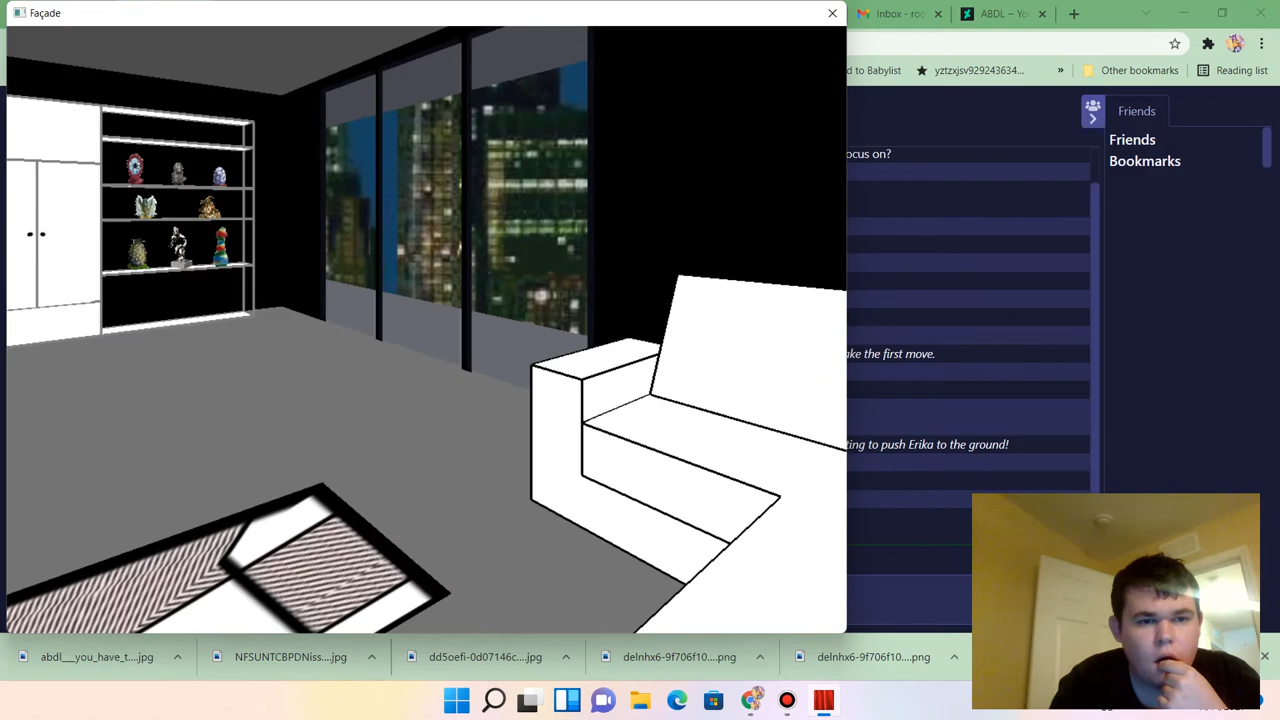 Façade
Inbox - roo
ABDL ~ Yo
d to Babylist
yztzxjsv929243634...
»
Other bookmarks
Reading list
Friends
Friends
Bookmarks
ocus on?
ake the first move.
ting to push Erika to the ground!
abdl___you_have_t....jpg
NFSUNTCBPDNiss....jpg
dd5oefi-0d07146c....jpg
delnhx6-9f706f10....png
delnhx6-9f706f10....png